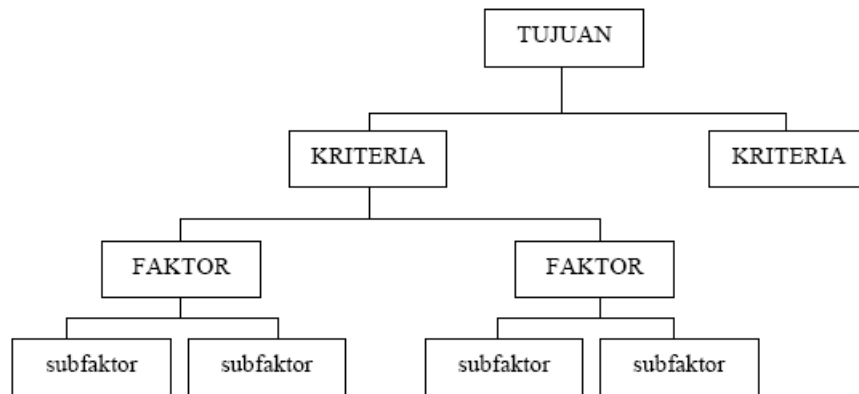 TUJUAN
KRITERIA
KRITERIA
FAKTOR
FAKTOR
subfaktor
subfaktor
subfaktor
subfaktor